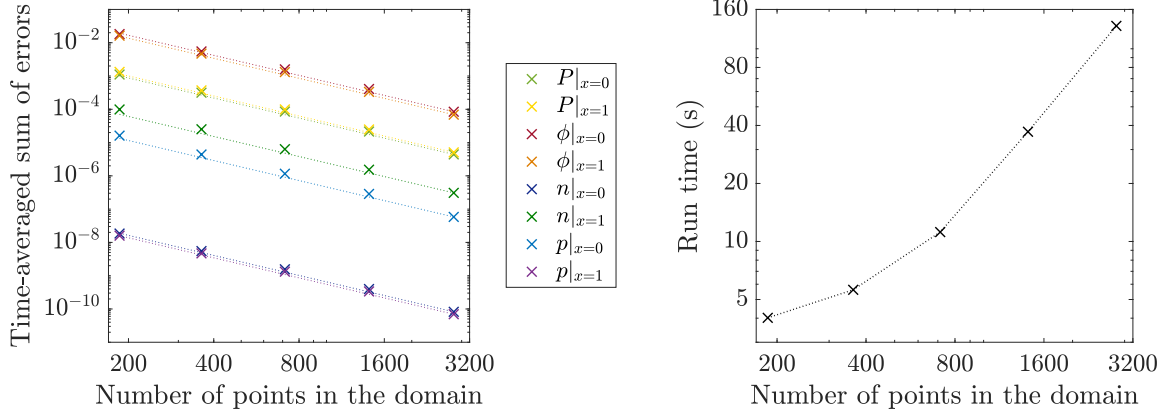 Time-averaged sum of errors
10^{-2}
10^{-4}
10^{-6}
10^{-8}
10^{-10}
200 400 800 1600 3200
Number of points in the domain
P|_{x=0}
P|_{x=1}
ϕ|_{x=0}
ϕ|_{x=1}
n|_{x=0}
n|_{x=1}
p|_{x=0}
p|_{x=1}
Run time (s)
160
80
40
20
10
5
200 400 800 1600 3200
Number of points in the domain